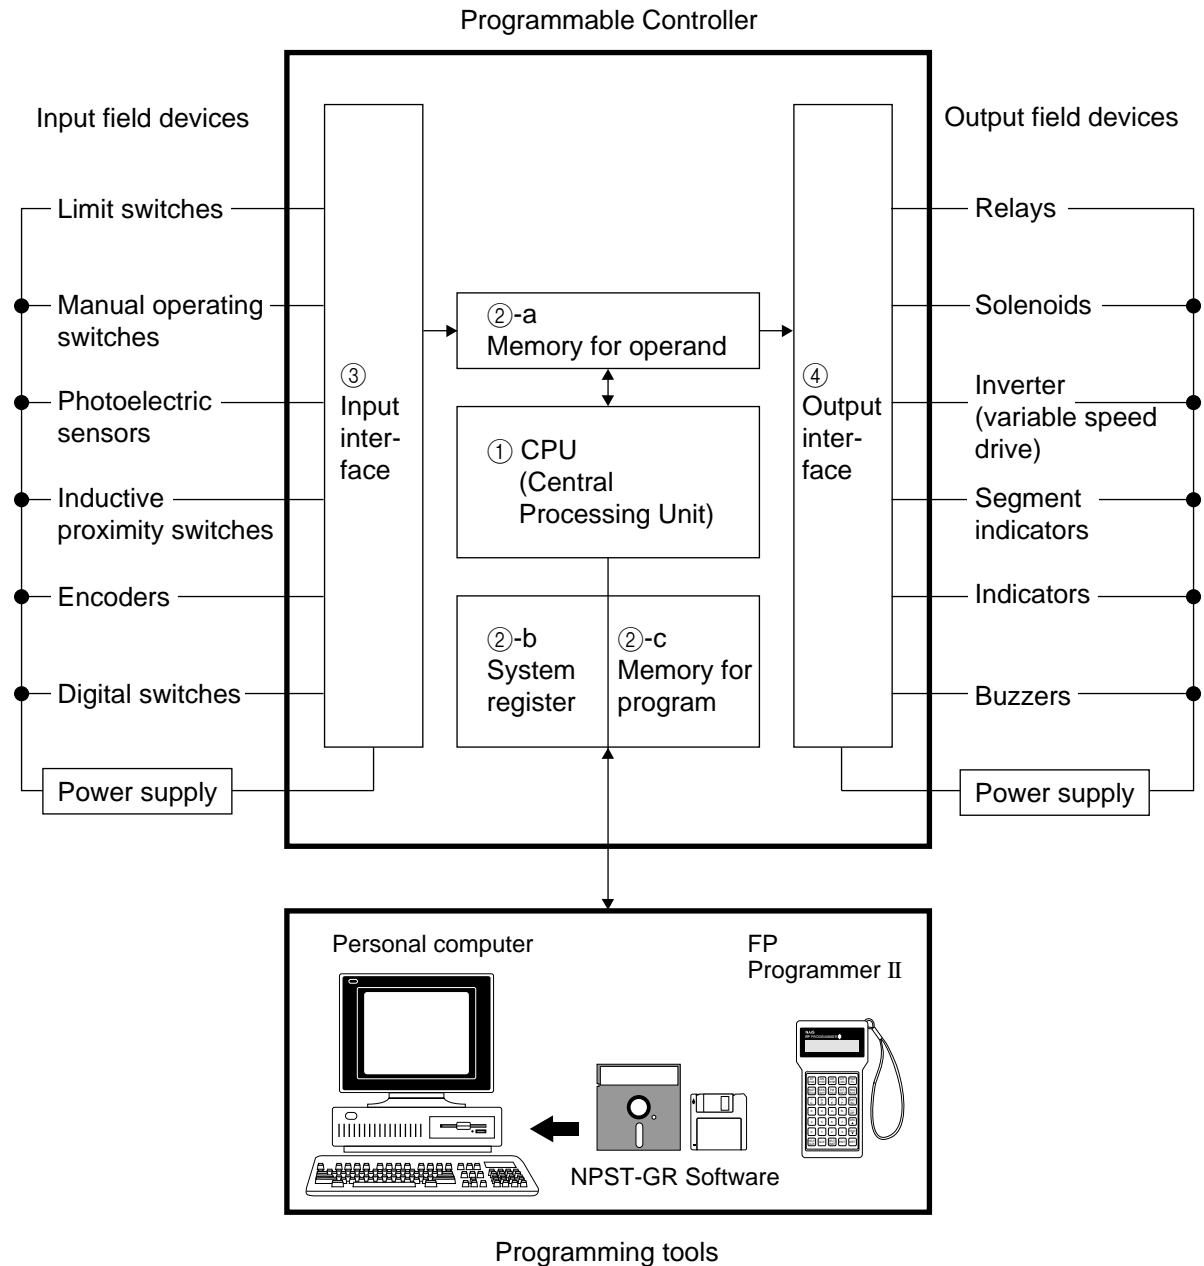 Programmable Controller
Input field devices
Output field devices
Limit switches
Manual operating
switches
Photoelectric
sensors
Inductive
proximity switches
Encoders
Digital switches
Power supply
③
Input
inter-
face
②-a
Memory for operand
① CPU
(Central
Processing Unit)
②-b
System
register
②-c
Memory for
program
④
Output
inter-
face
Relays
Solenoids
Inverter
(variable speed
drive)
Segment
indicators
Indicators
Buzzers
Power supply
Personal computer
FP
Programmer II
NAiS
FP PROGRAMMER
NPST-GR Software
Programming tools